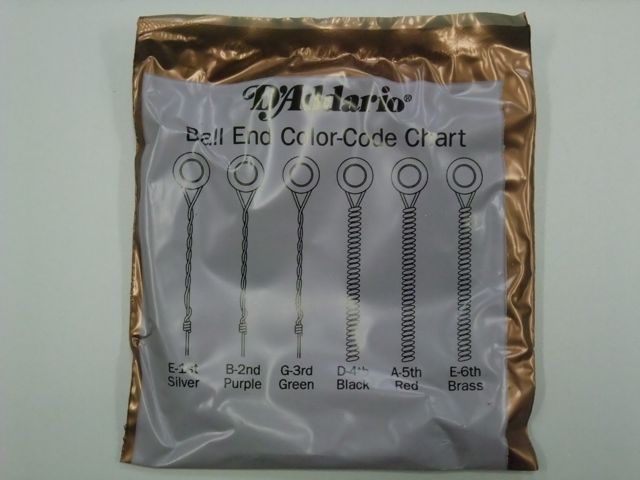 D'Addario®
Ball End Color-Code Chart
E-1st B-2nd G-3rd D-4th A-5th E-6th
Silver Purple Green Black Red Brass